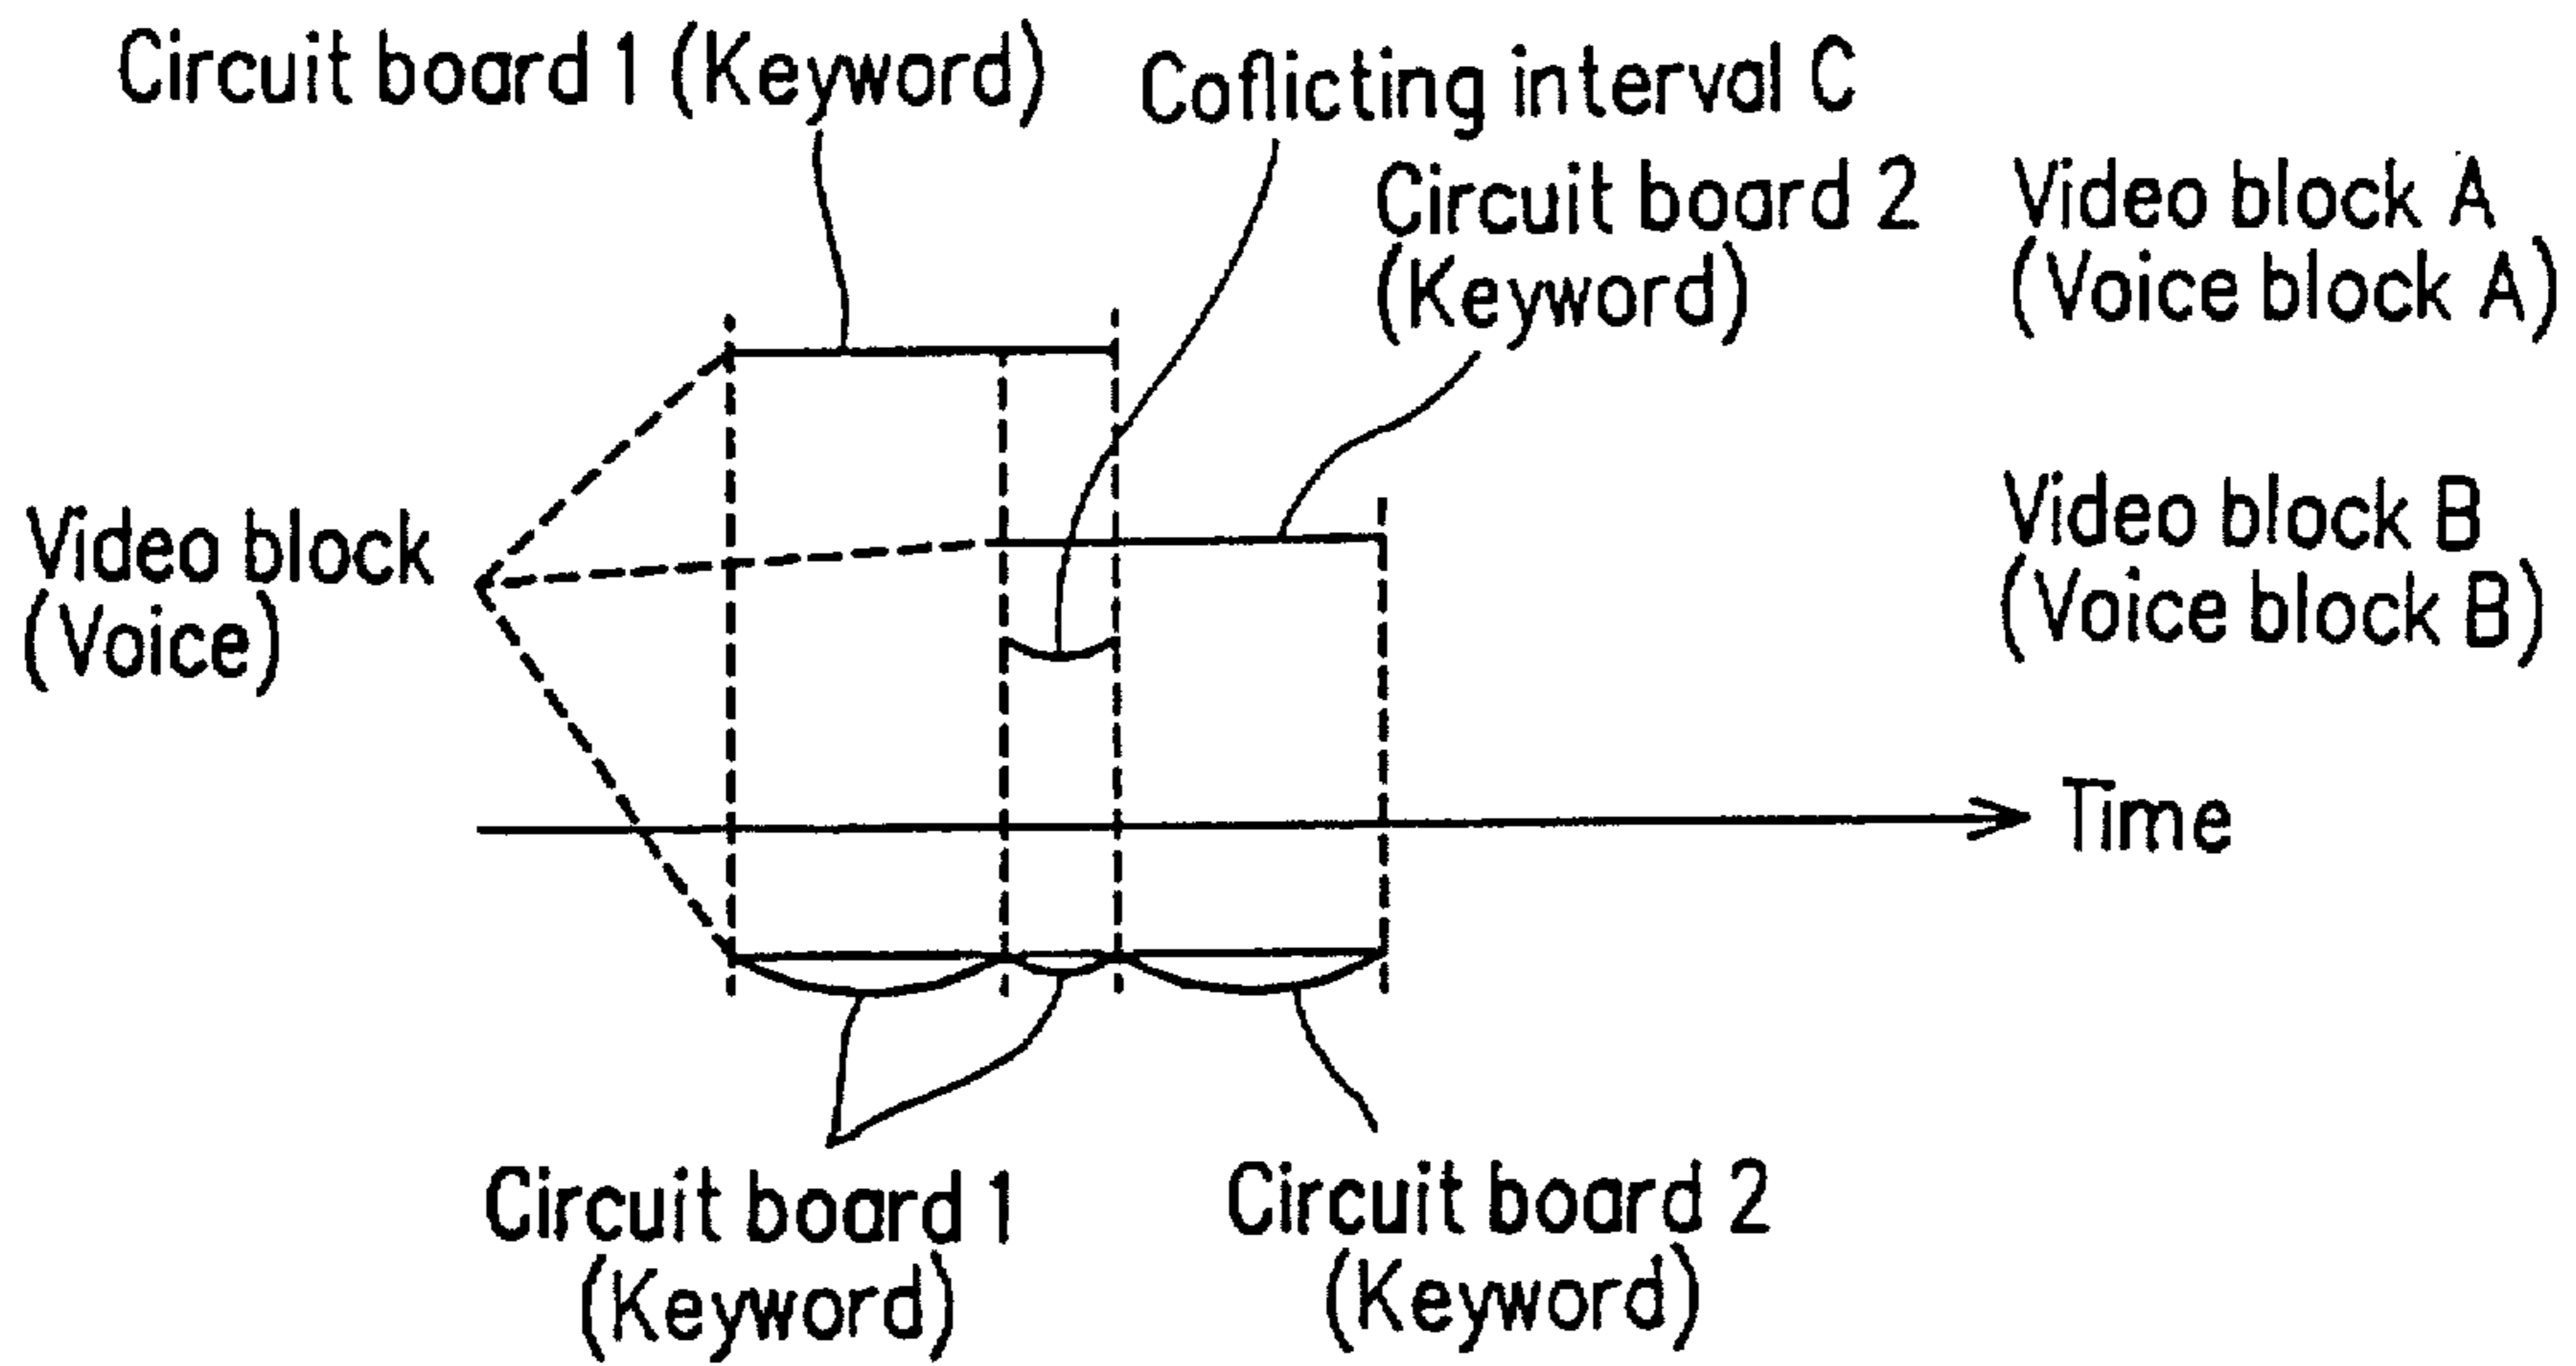 Circuit board 1 (Keyword)
Coflicting interval C
Circuit board 2
(Keyword)
Video block A
(Voice block A)
Video block
(Voice)
Video block B
(Voice block B)
Time
Circuit board 1
(Keyword)
Circuit board 2
(Keyword)